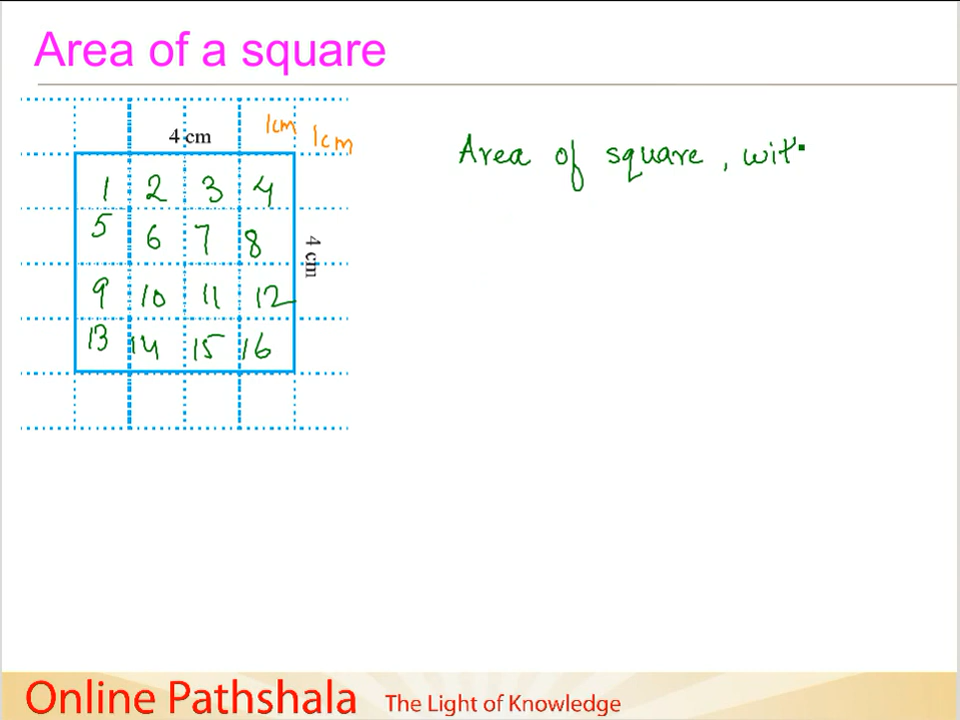 Area of a square
4 cm
1cm
1cm
Area of square, wit
1 2 3 4
5 6 7 8
4 cm
9 10 11 12
13 14 15 16
Online Pathshala The Light of Knowledge